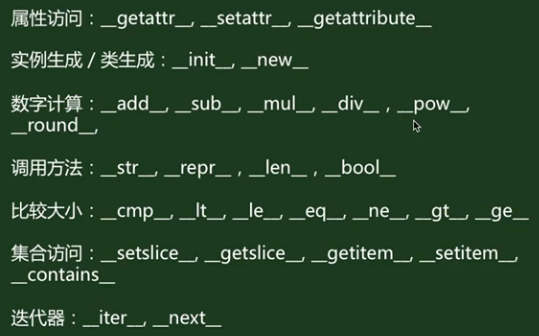 属性访问：__getattr__, __setattr__, __getattribute__
实例生成 / 类生成：__init__, __new__
数字计算：__add__, __sub__, __mul__, __div__ , __pow__,
__round__,
调用方法：__str__, __repr__ , __len__ , __bool__
比较大小：__cmp__, __lt__, __le__, __eq__, __ne__, __gt__, __ge__
集合访问：__setslice__, __getslice__, __getitem__, __setitem__,
__contains__
迭代器：__iter__, __next__